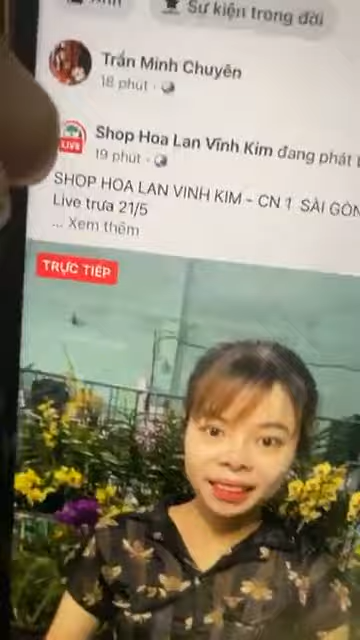 Ảnh
Sự kiện trong đời
Trần Minh Chuyên
18 phút
LIVE
Shop Hoa Lan Vĩnh Kim đang phát
19 phút
SHOP HOA LAN VINH KIM - CN 1 SÀI GÒN
Live trưa 21/5
... Xem thêm
TRỰC TIẾP